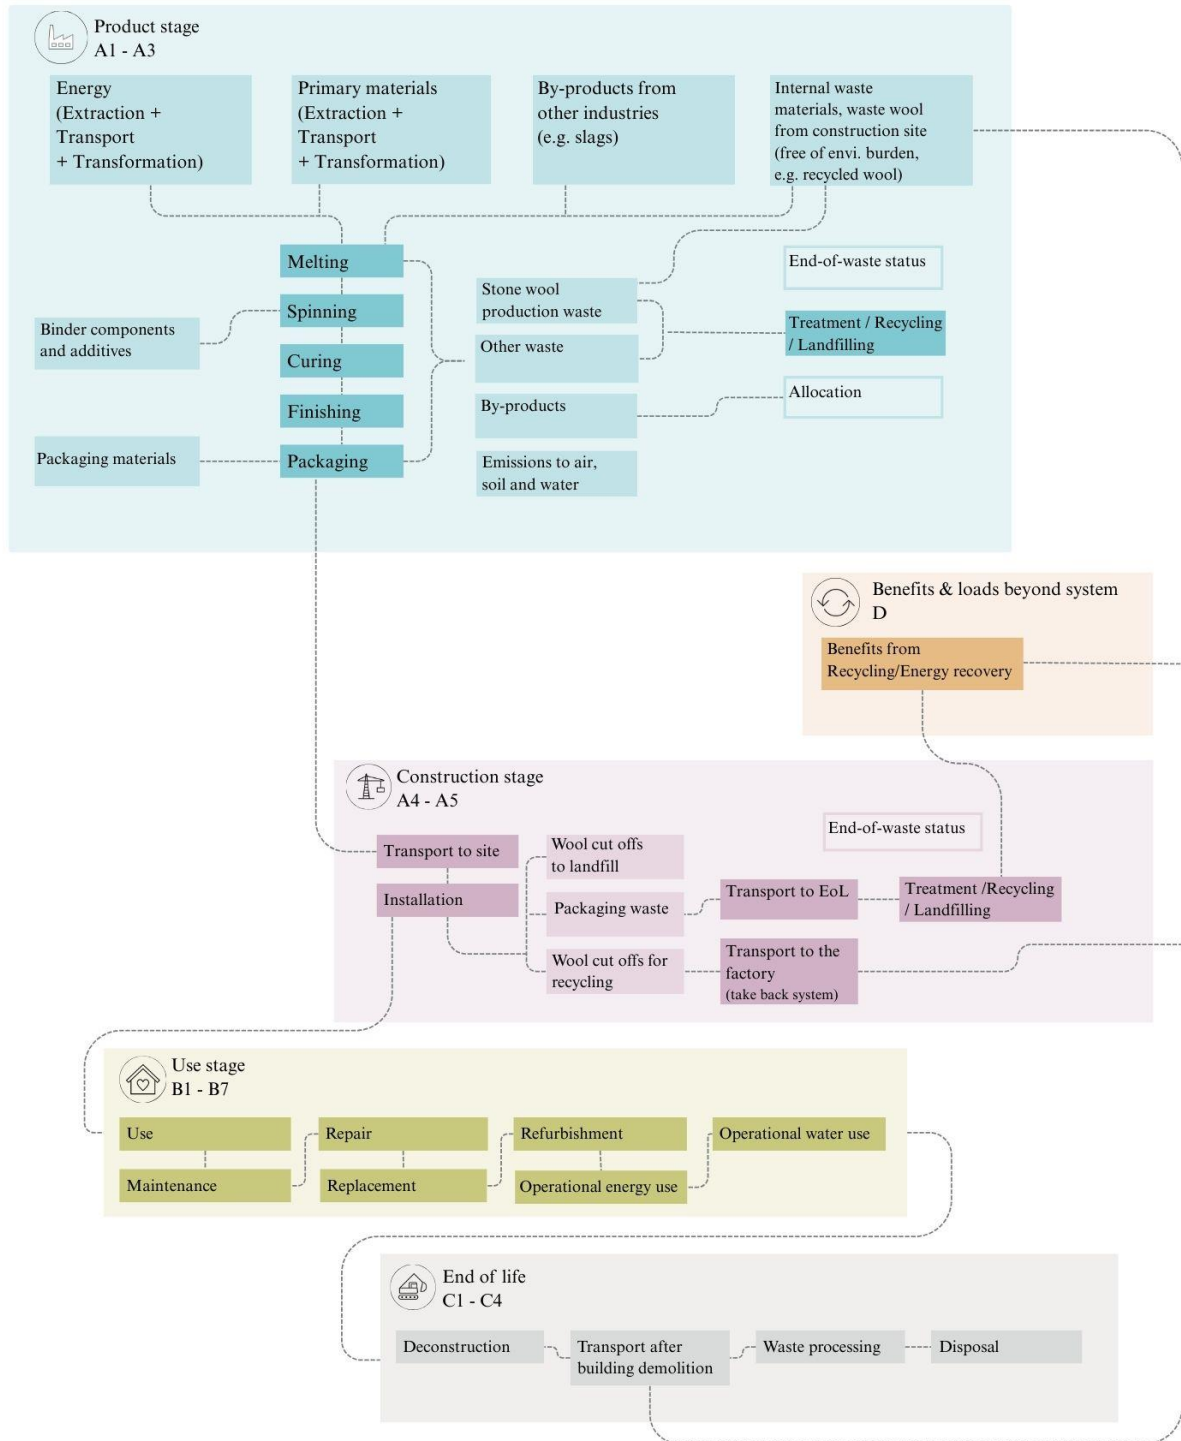 Product stage
A1 - A3
Energy
(Extraction +
Transport
+ Transformation)
Primary materials
(Extraction +
Transport
+ Transformation)
By-products from
other industries
(e.g. slags)
Internal waste
materials, waste wool
from construction site
(free of envi. burden,
e.g. recycled wool)
Melting
Spinning
Curing
Finishing
Packaging
Binder components
and additives
Packaging materials
Stone wool
production waste
Other waste
By-products
Emissions to air,
soil and water
End-of-waste status
Treatment / Recycling
/ Landfilling
Allocation
Benefits & loads beyond system
D
Benefits from
Recycling/Energy recovery
Construction stage
A4 - A5
Transport to site
Installation
Wool cut offs
to landfill
Packaging waste
Wool cut offs for
recycling
Transport to EoL
Transport to the
factory
(take back system)
End-of-waste status
Treatment /Recycling
/ Landfilling
Use stage
B1 - B7
Use
Maintenance
Repair
Replacement
Refurbishment
Operational energy use
Operational water use
End of life
C1 - C4
Deconstruction
Transport after
building demolition
Waste processing
Disposal